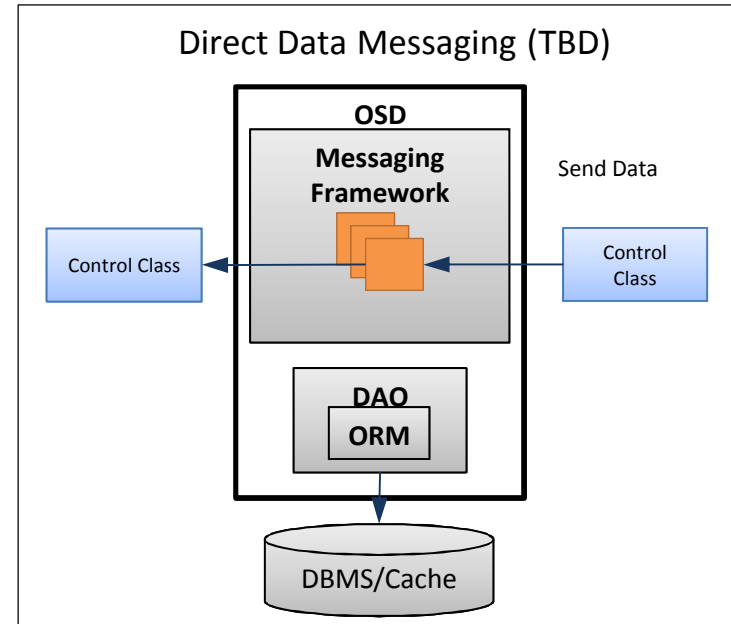 Direct Data Messaging (TBD)
OSD
Messaging
Framework
Send Data
Control Class
Control
Class
DAO
ORM
DBMS/Cache